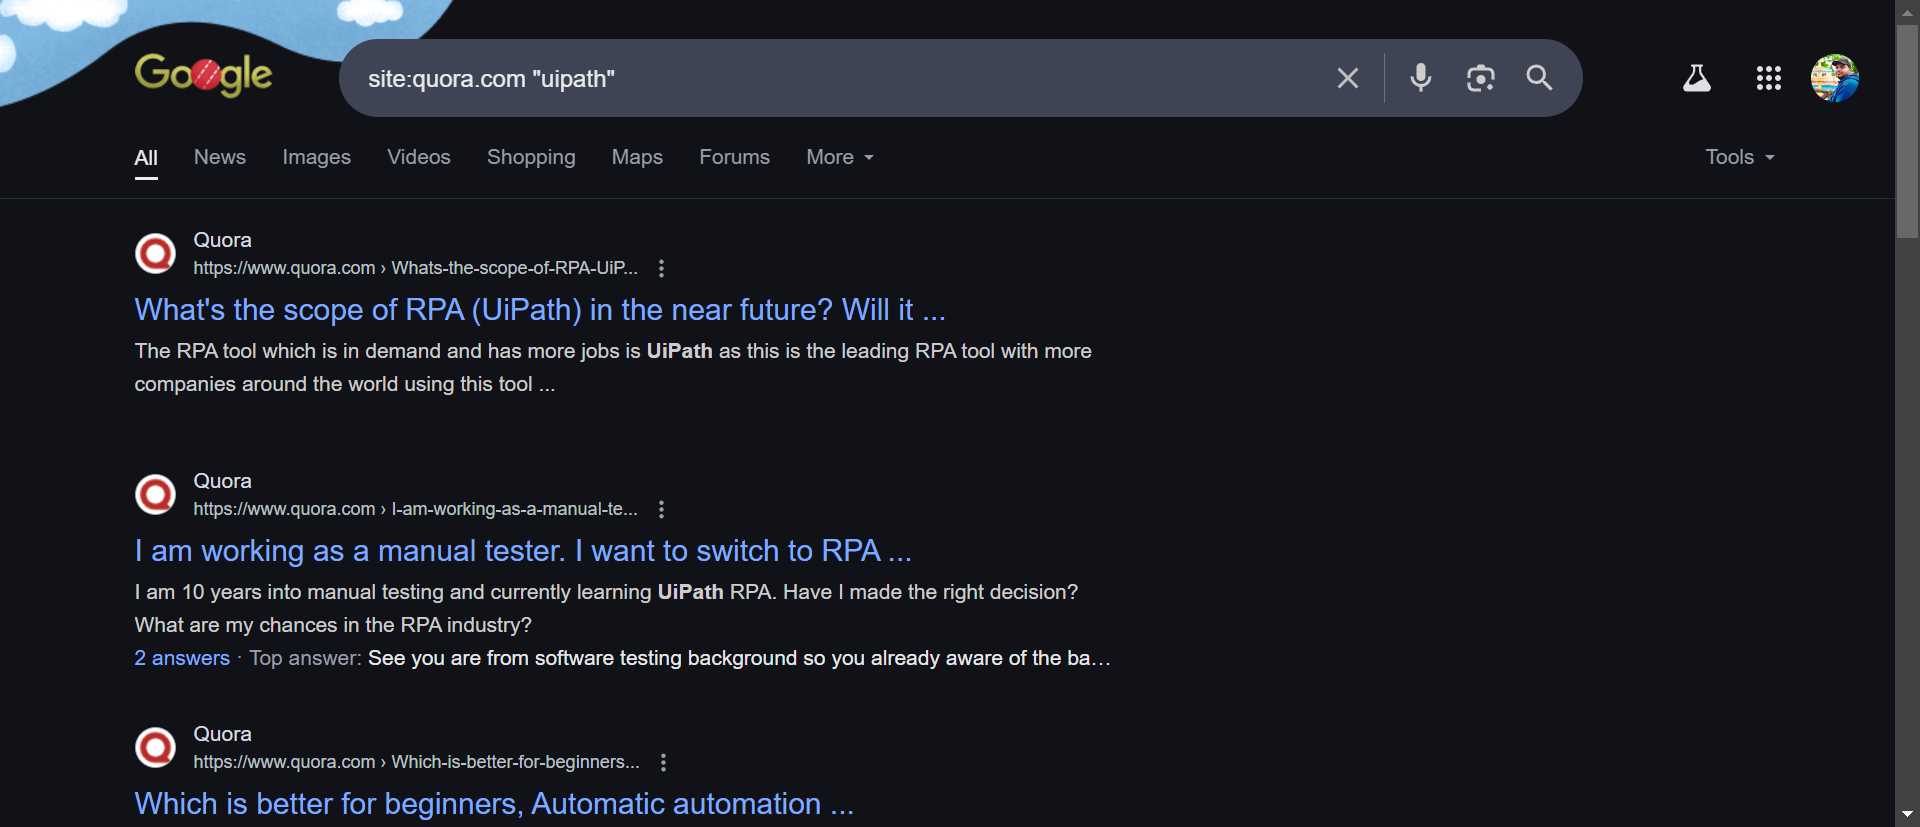 Google
site:quora.com "uipath"
All News Images Videos Shopping Maps Forums More Tools
Quora
https://www.quora.com › Whats-the-scope-of-RPA-UiP...
What's the scope of RPA (UiPath) in the near future? Will it ...
The RPA tool which is in demand and has more jobs is UiPath as this is the leading RPA tool with more
companies around the world using this tool ...
Quora
https://www.quora.com › I-am-working-as-a-manual-te...
I am working as a manual tester. I want to switch to RPA ...
I am 10 years into manual testing and currently learning UiPath RPA. Have I made the right decision?
What are my chances in the RPA industry?
2 answers · Top answer: See you are from software testing background so you already aware of the ba...
Quora
https://www.quora.com › Which-is-better-for-beginners...
Which is better for beginners, Automatic automation ...